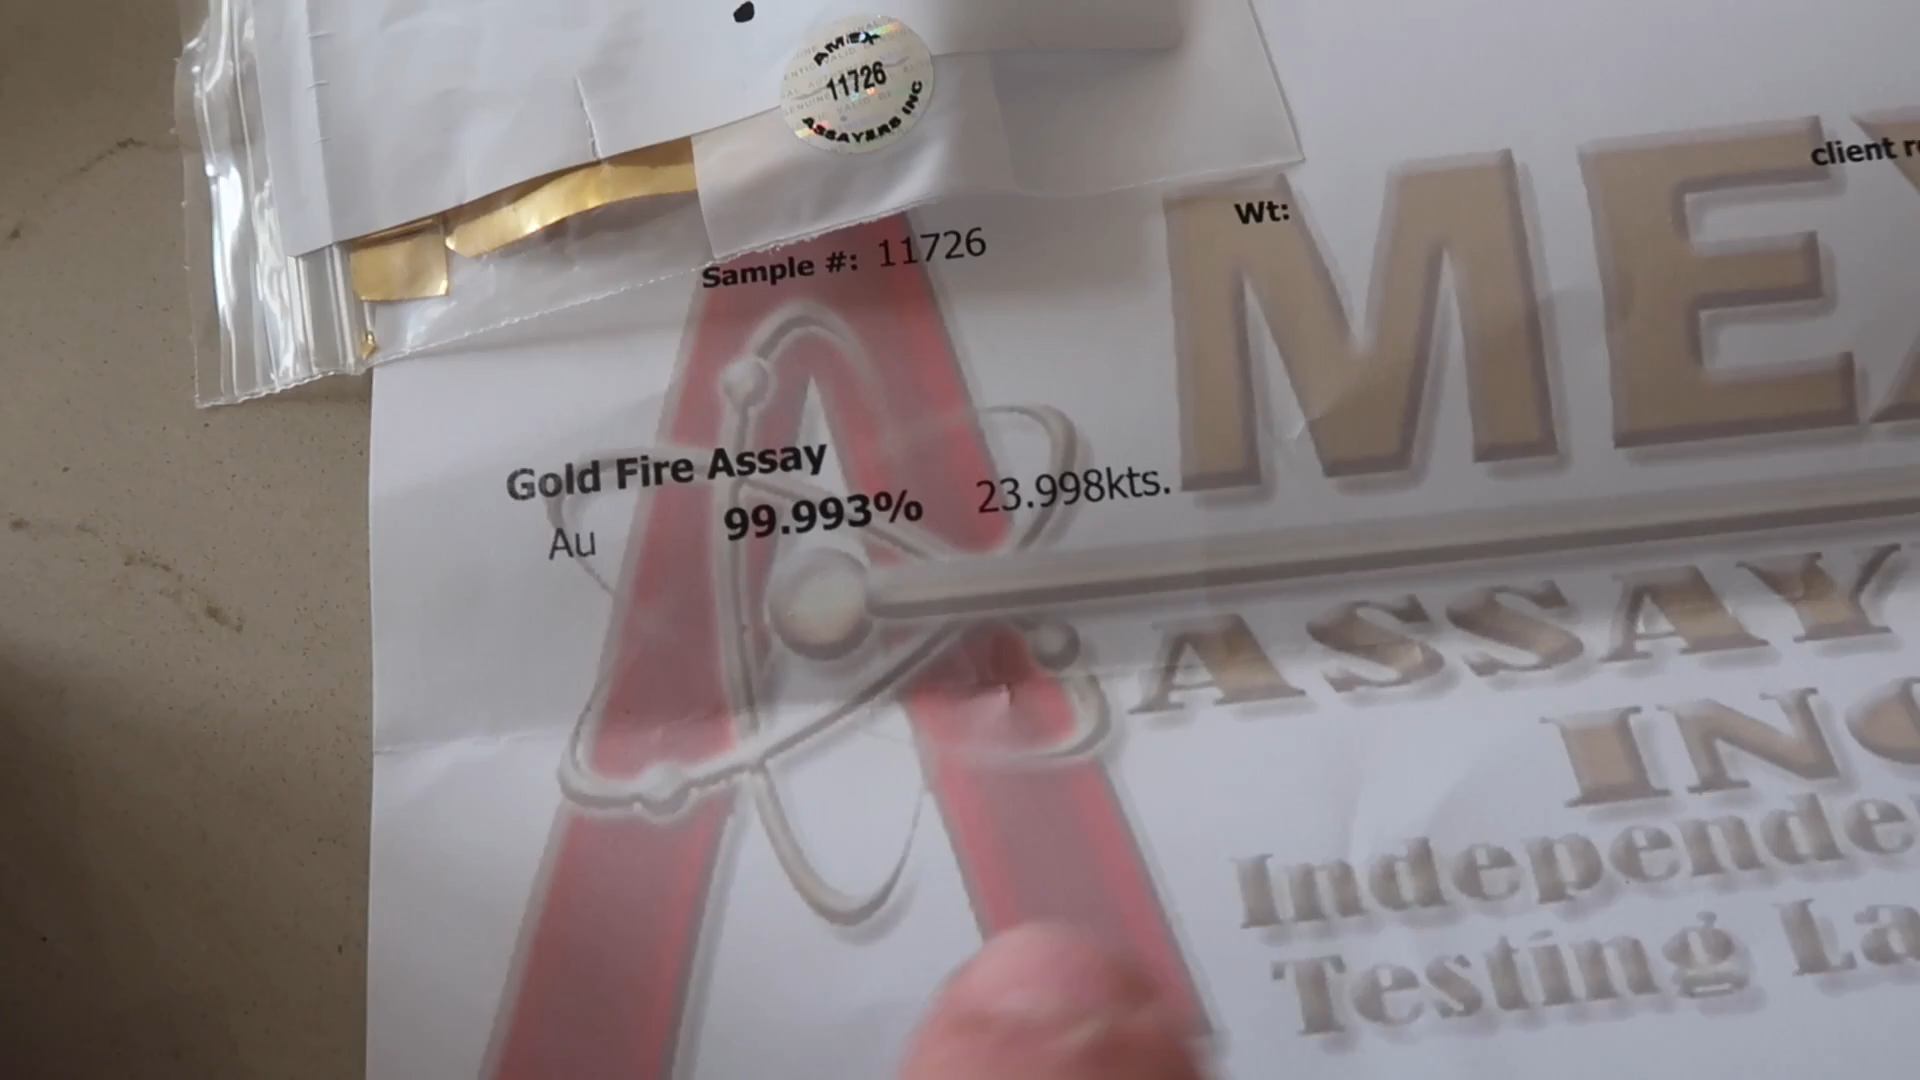 AMEX
11726
ASSAYERS INC
client
Wt:
Sample #: 11726
ME
Gold Fire Assay
Au 99.993% 23.998kts.
A
ASSAY
INC
Independe
Testing La